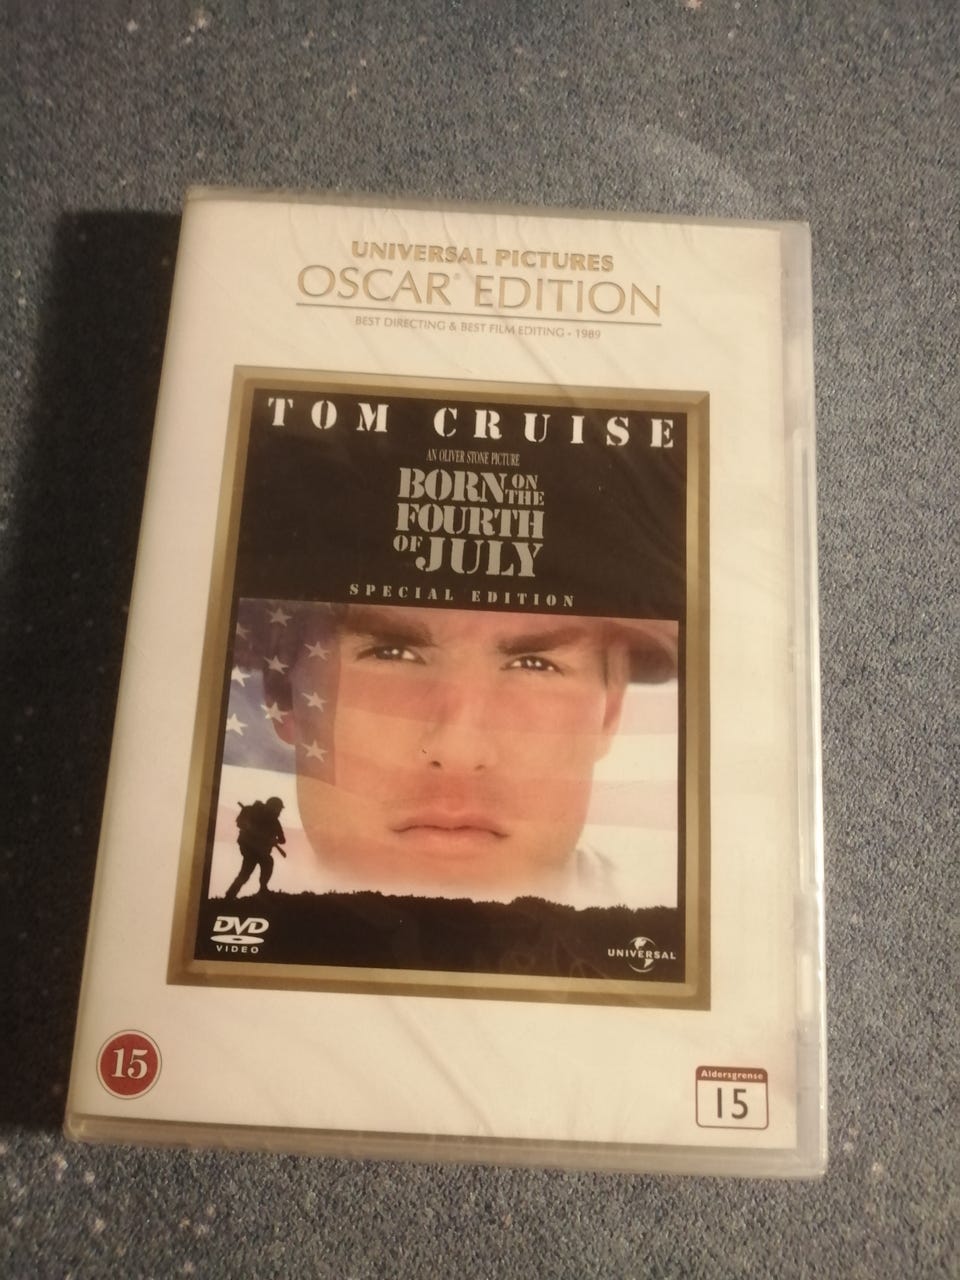 UNIVERSAL PICTURES
OSCAR® EDITION
BEST DIRECTING & BEST FILM EDITING - 1989
TOM CRUISE
AN OLIVER STONE PICTURE
BORN ON THE
FOURTH
OF JULY
SPECIAL EDITION
DVD
VIDEO
UNIVERSAL
15
Aldersgrense
15